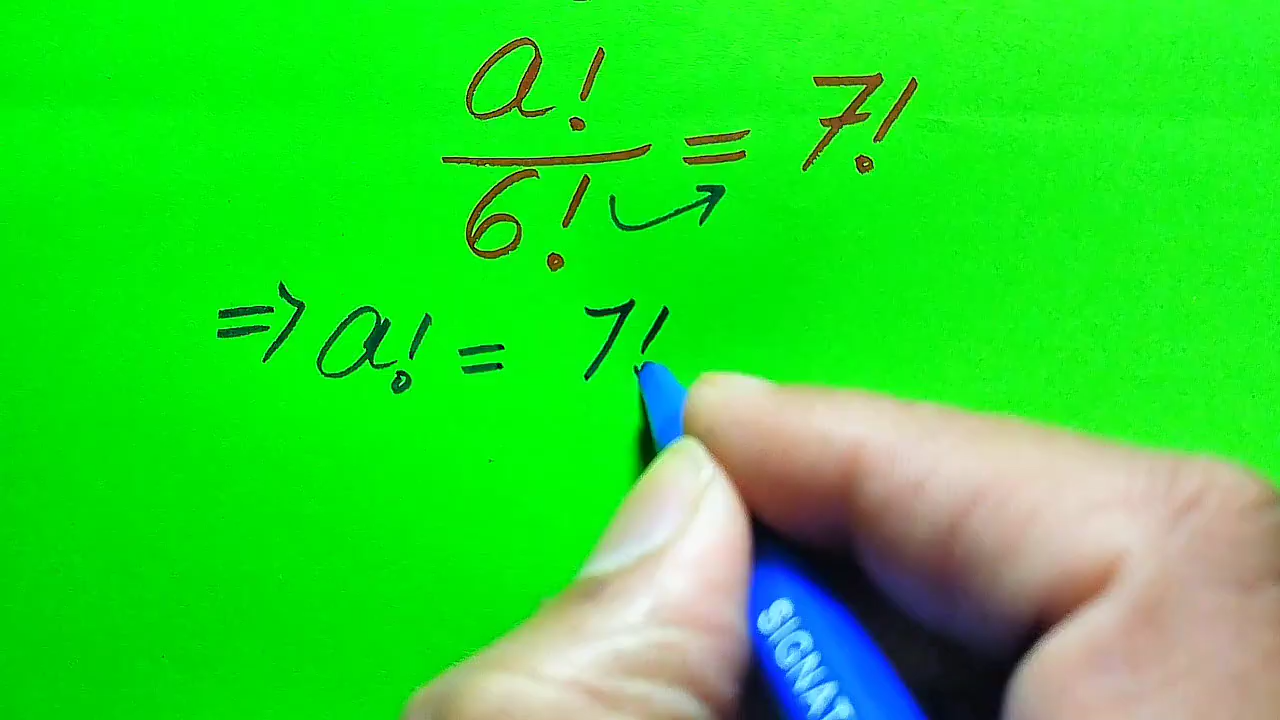 a!/6! = 7!
=> a! = 7!
SIGNAT